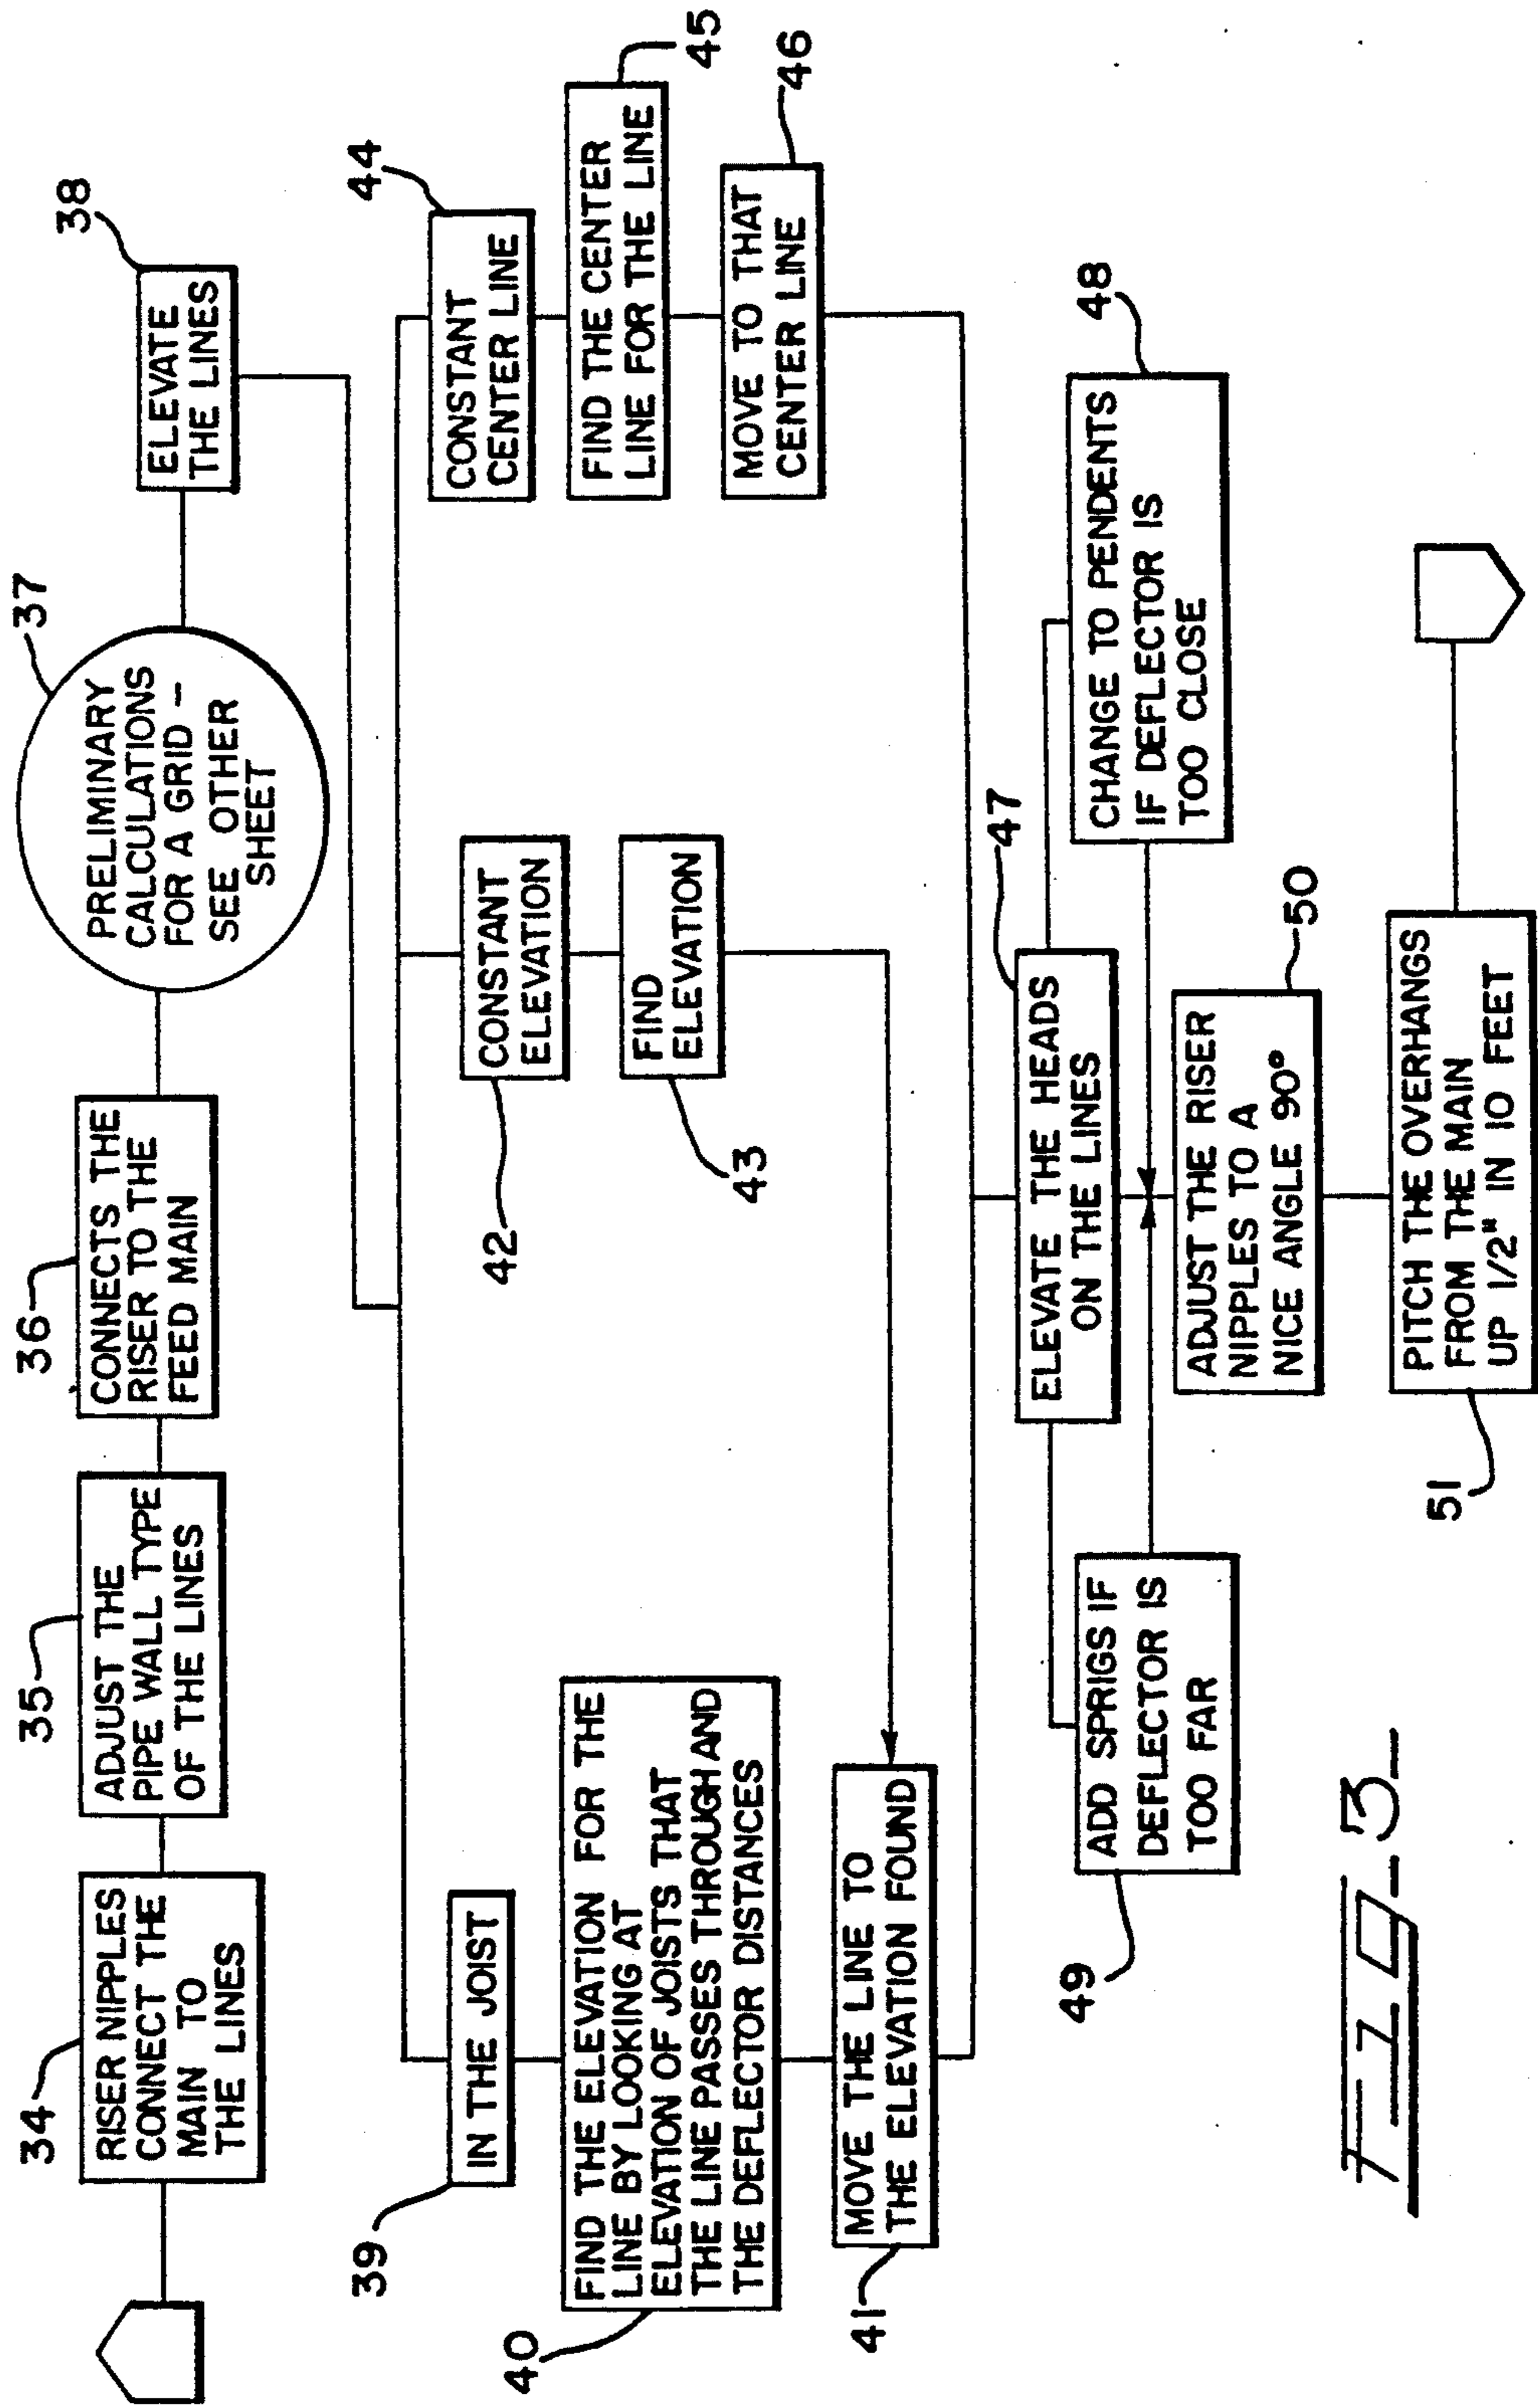 34
RISER NIPPLES
CONNECT THE
MAIN TO
THE LINES
35
ADJUST THE
PIPE WALL TYPE
OF THE LINES
36
CONNECTS THE
RISER TO THE
FEED MAIN
37
PRELIMINARY
CALCULATIONS
FOR A GRID –
SEE OTHER
SHEET
38
ELEVATE
THE LINES
39
IN THE JOIST
40
FIND THE ELEVATION FOR THE
LINE BY LOOKING AT
ELEVATION OF JOISTS THAT
THE LINE PASSES THROUGH AND
THE DEFLECTOR DISTANCES
41
MOVE THE LINE TO
THE ELEVATION FOUND
42
CONSTANT
ELEVATION
43
FIND
ELEVATION
44
CONSTANT
CENTER LINE
45
FIND THE CENTER
LINE FOR THE LINE
46
MOVE TO THAT
CENTER LINE
47
ELEVATE THE HEADS
ON THE LINES
48
CHANGE TO PENDENTS
IF DEFLECTOR IS
TOO CLOSE
49
ADD SPRIGS IF
DEFLECTOR IS
TOO FAR
50
ADJUST THE RISER
NIPPLES TO A
NICE ANGLE 90°
51
PITCH THE OVERHANGS
FROM THE MAIN
UP 1/2" IN 10 FEET
FIG. 3